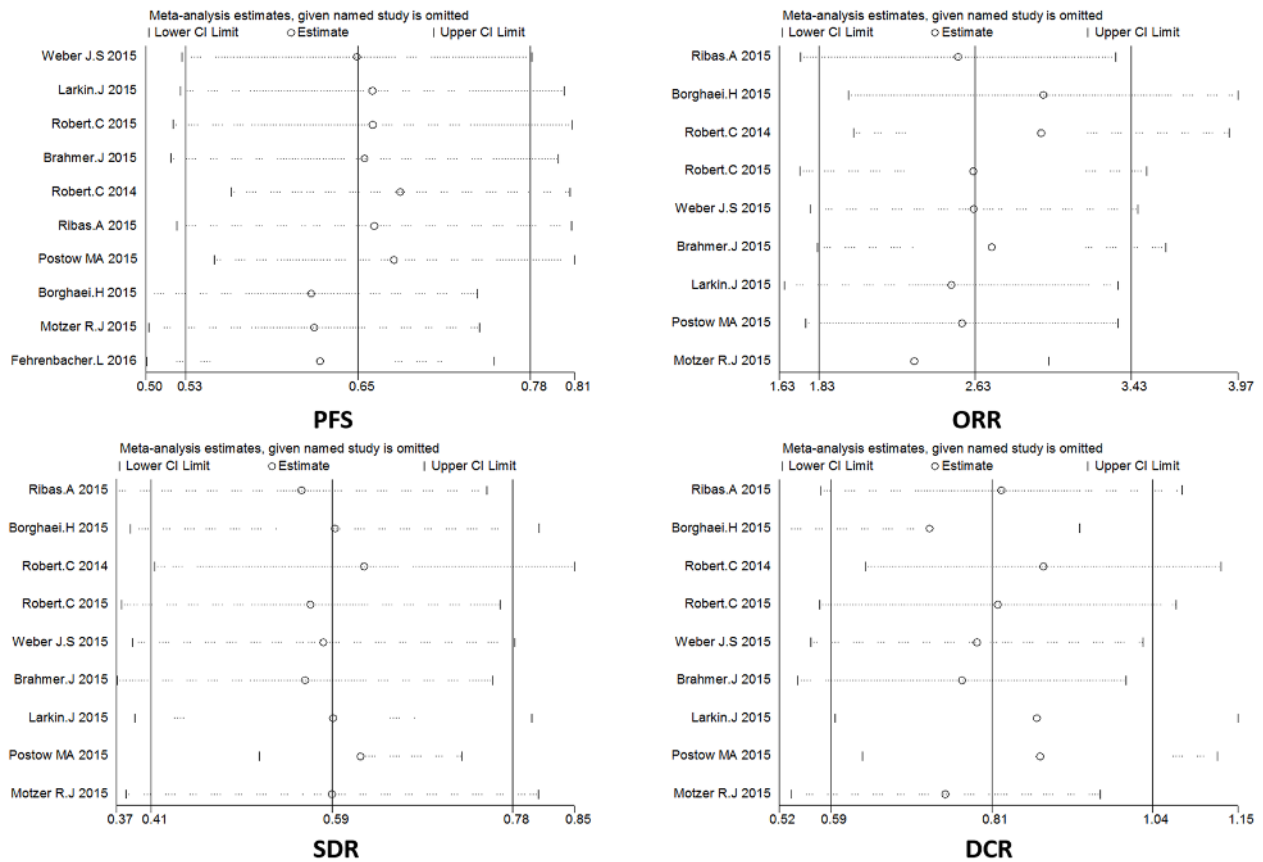 Meta-analysis estimates, given named study is omitted
| Lower CI Limit ○ Estimate | Upper CI Limit
Weber J.S 2015
Larkin.J 2015
Robert.C 2015
Brahmer.J 2015
Robert.C 2014
Ribas.A 2015
Postow MA 2015
Borghaei.H 2015
Motzer R.J 2015
Fehrenbacher.L 2016
0.50 0.53 0.65 0.78 0.81
PFS
Meta-analysis estimates, given named study is omitted
| Lower CI Limit ○ Estimate | Upper CI Limit
Ribas.A 2015
Borghaei.H 2015
Robert.C 2014
Robert.C 2015
Weber J.S 2015
Brahmer.J 2015
Larkin.J 2015
Postow MA 2015
Motzer R.J 2015
1.63 1.83 2.63 3.43 3.97
ORR
Meta-analysis estimates, given named study is omitted
| Lower CI Limit ○ Estimate | Upper CI Limit
Ribas.A 2015
Borghaei.H 2015
Robert.C 2014
Robert.C 2015
Weber J.S 2015
Brahmer.J 2015
Larkin.J 2015
Postow MA 2015
Motzer R.J 2015
0.37 0.41 0.59 0.78 0.85
SDR
Meta-analysis estimates, given named study is omitted
| Lower CI Limit ○ Estimate | Upper CI Limit
Ribas.A 2015
Borghaei.H 2015
Robert.C 2014
Robert.C 2015
Weber J.S 2015
Brahmer.J 2015
Larkin.J 2015
Postow MA 2015
Motzer R.J 2015
0.52 0.59 0.81 1.04 1.15
DCR